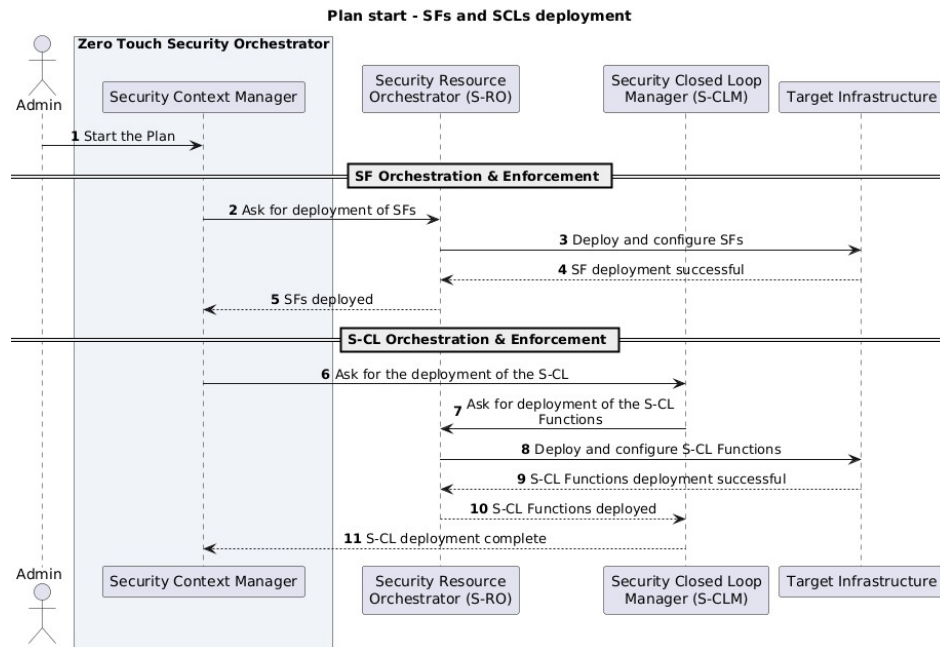 Plan start - SFs and SCLs deployment
Zero Touch Security Orchestrator
Admin
Security Context Manager
Security Resource
Orchestrator (S-RO)
Security Closed Loop
Manager (S-CLM)
Target Infrastructure
1 Start the Plan
SF Orchestration & Enforcement
2 Ask for deployment of SFs
3 Deploy and configure SFs
4 SF deployment successful
5 SFs deployed
S-CL Orchestration & Enforcement
6 Ask for the deployment of the S-CL
7 Ask for deployment of the S-CL
Functions
8 Deploy and configure S-CL Functions
9 S-CL Functions deployment successful
10 S-CL Functions deployed
11 S-CL deployment complete
Admin
Security Context Manager
Security Resource
Orchestrator (S-RO)
Security Closed Loop
Manager (S-CLM)
Target Infrastructure